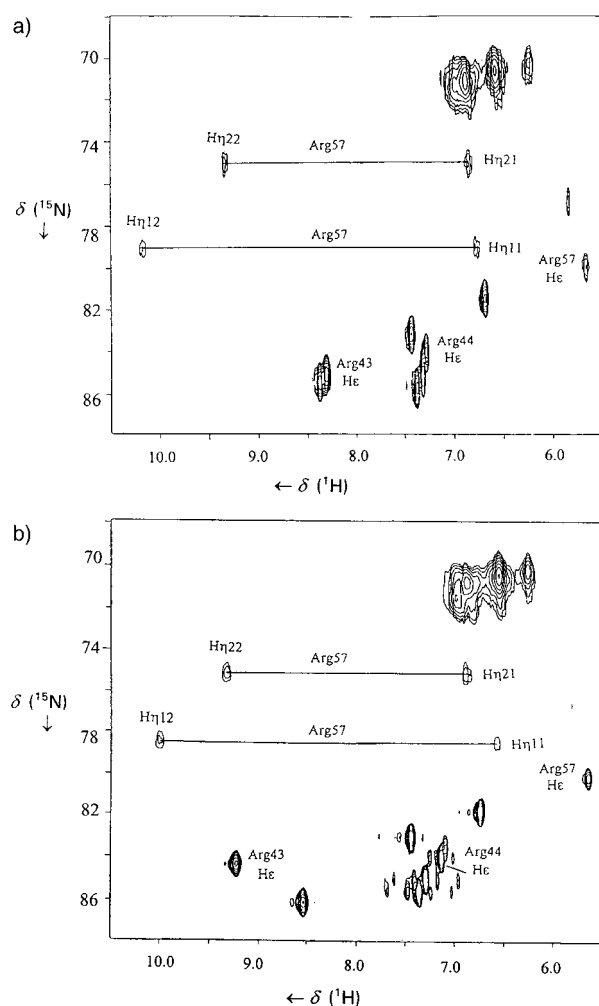 a)
70
74
78
82
86
δ (¹⁵N)
↓
Hη22
Arg57
Hη21
Hη12
Arg57
Hη11
Arg57
Hε
Arg43
Hε
Arg44
Hε
10.0
9.0
8.0
7.0
6.0
← δ (¹H)
b)
70
74
78
82
86
δ (¹⁵N)
↓
Hη22
Arg57
Hη21
Hη12
Arg57
Hη11
Arg57
Hε
Arg43
Hε
Arg44
Hε
10.0
9.0
8.0
7.0
6.0
← δ (¹H)